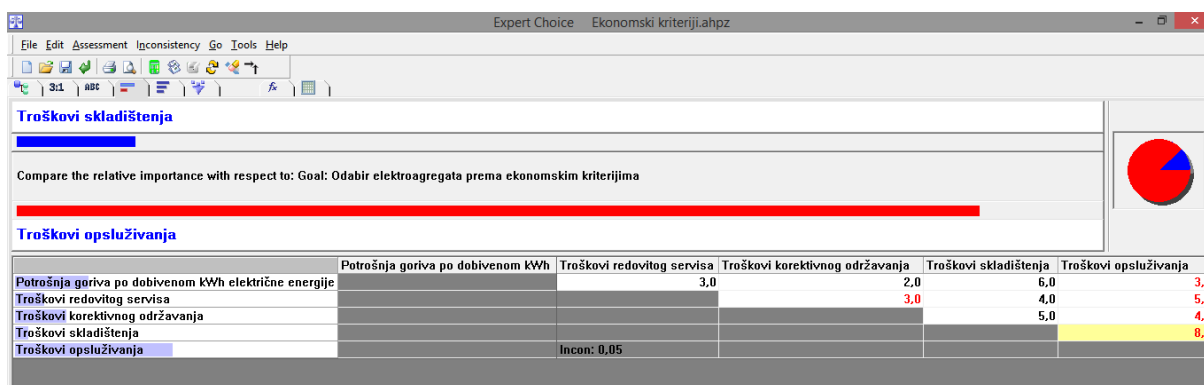 Expert Choice Ekonomski kriteriji.ahpz
File Edit Assessment Inconsistency Go Tools Help
3:1 ABC fx
Troškovi skladištenja
Compare the relative importance with respect to: Goal: Odabir elektroagregata prema ekonomskim kriterijima
Troškovi opsluživanja
Potrošnja goriva po dobivenom kWh Troškovi redovitog servisa Troškovi korektivnog održavanja Troškovi skladištenja Troškovi opsluživanja
Potrošnja goriva po dobivenom kWh električne energije 3,0 2,0 6,0 3,
Troškovi redovitog servisa 3,0 4,0 5,
Troškovi korektivnog održavanja 5,0 4,
Troškovi skladištenja 8,
Troškovi opsluživanja Incon: 0,05